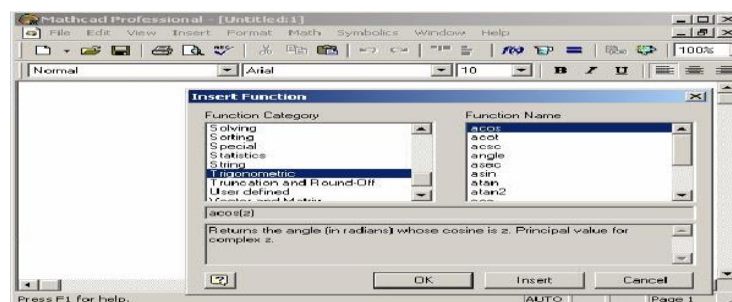 Mathcad Professional - [Untitled:1]
File Edit View Insert Format Math Symbolics Window Help
100%
Normal Arial 10 B I U
Insert Function
Function Category Function Name
Solving
Sorting
Special
Statistics
String
Trigonometric
Truncation and Round-Off
User defined
Vector and Matrix
acos
acot
acsc
angle
asec
asin
atan
atan2
acos(z)
Returns the angle (in radians) whose cosine is z. Principal value for
complex z.
OK Insert Cancel
Press F1 for help. AUTO Page 1